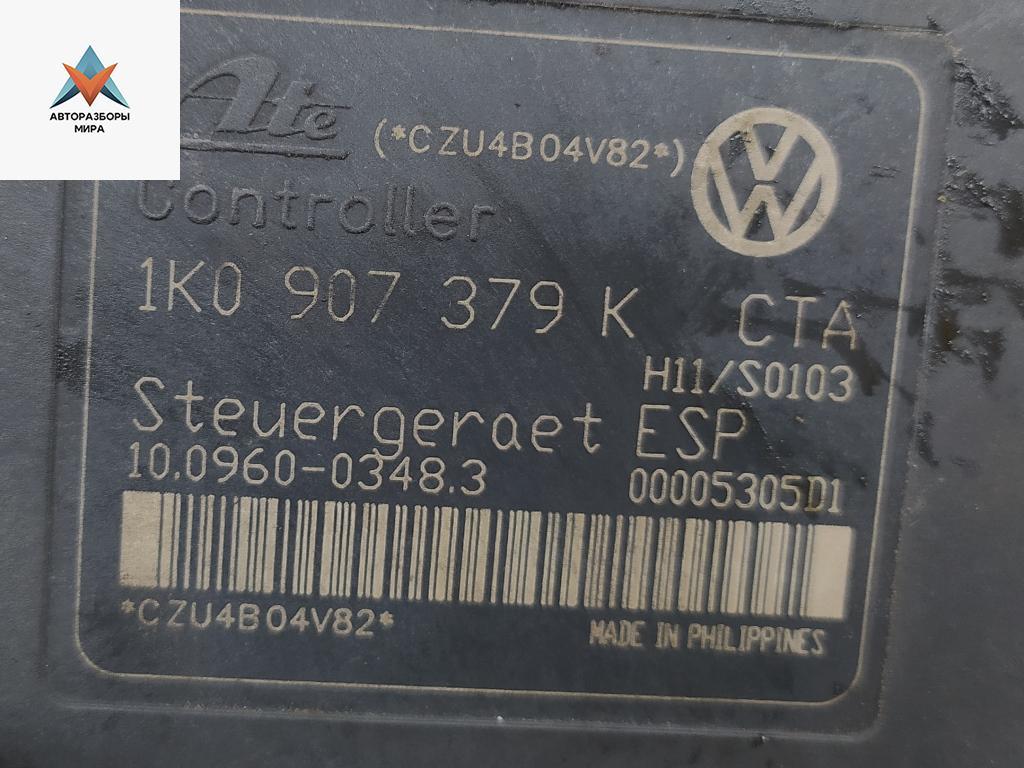 АВТОРАЗБОРЫ
МИРА
Ate
(*CZU4B04V82*)
Controller
1K0 907 379 K CTA
H11/S0103
Steuergeraet ESP
10.0960-0348.3 00005305D1
*CZU4B04V82*
MADE IN PHILIPPINES